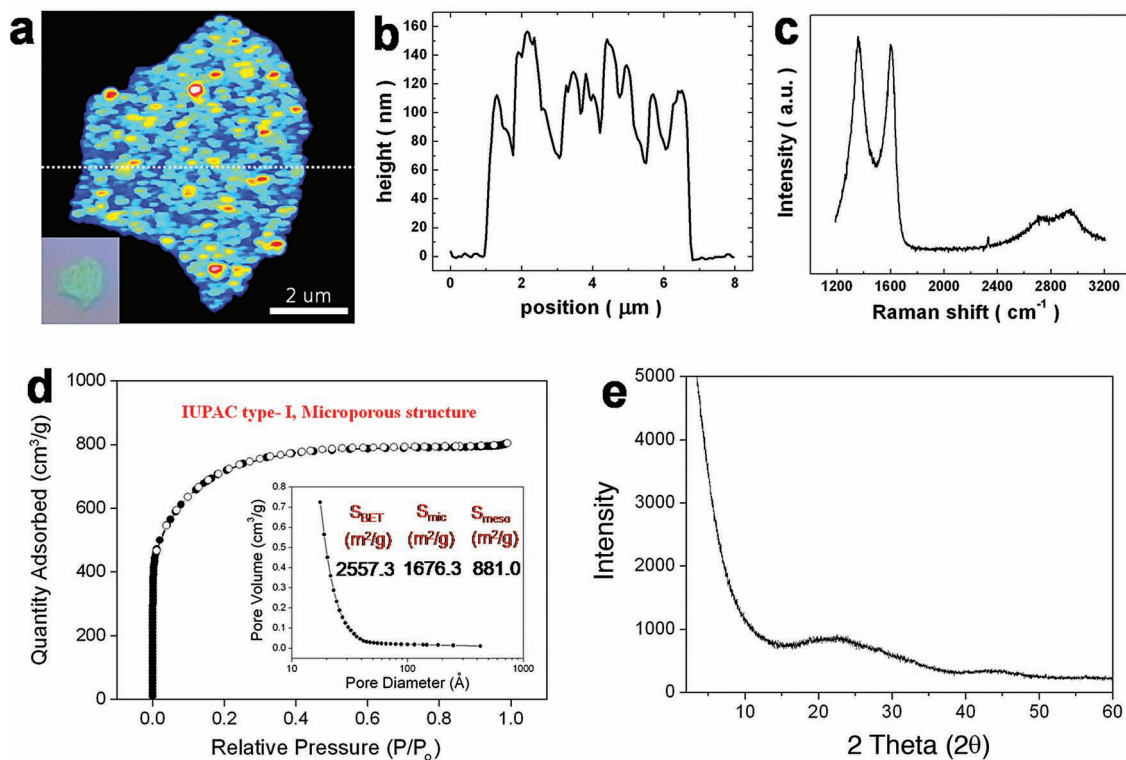 a
2 um
b
height ( nm )
160
140
120
100
80
60
40
20
0
0 2 4 6 8
position ( μm )
c
Intensity ( a.u. )
1200 1600 2000 2400 2800 3200
Raman shift ( cm⁻¹ )
d
Quantity Adsorbed (cm³/g)
1000
800
600
400
200
0
0.0 0.2 0.4 0.6 0.8 1.0
Relative Pressure (P/Pₒ)
IUPAC type- I, Microporous structure
Pore Volume (cm³/g)
0.8
0.7
0.6
0.5
0.4
0.3
0.2
0.1
0.0
10 100 1000
Pore Diameter (Å)
S_BET S_mic S_meso
(m²/g) (m²/g) (m²/g)
2557.3 1676.3 881.0
e
Intensity
5000
4000
3000
2000
1000
0
10 20 30 40 50 60
2 Theta (2θ)